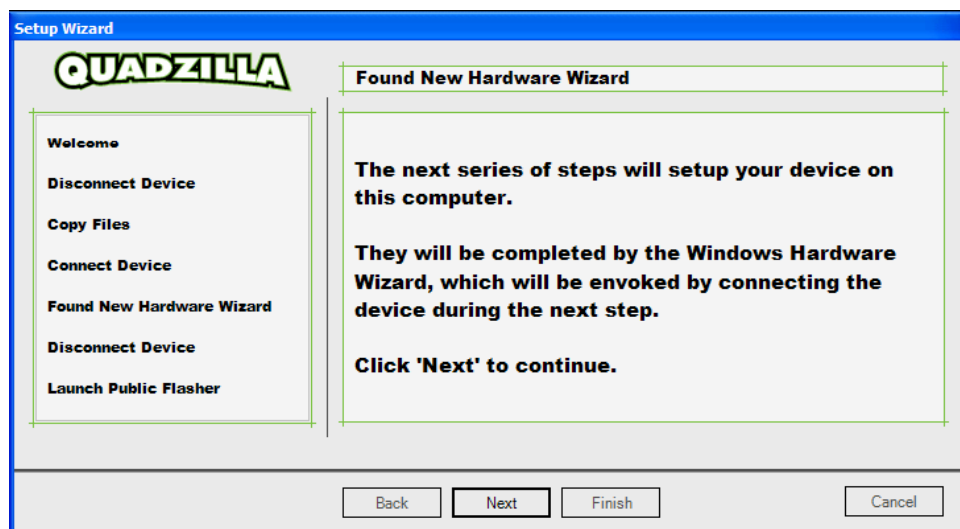 Setup Wizard
QUADZILLA
Found New Hardware Wizard
Welcome
Disconnect Device
Copy Files
Connect Device
Found New Hardware Wizard
Disconnect Device
Launch Public Flasher
The next series of steps will setup your device on
this computer.
They will be completed by the Windows Hardware
Wizard, which will be envoked by connecting the
device during the next step.
Click 'Next' to continue.
Back
Next
Finish
Cancel